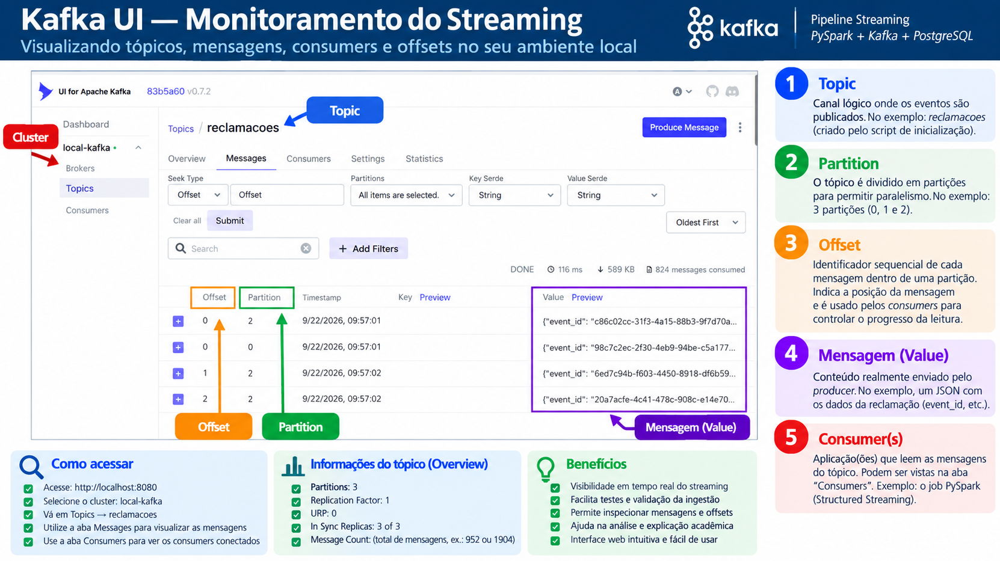 Kafka UI — Monitoramento do Streaming
Visualizando tópicos, mensagens, consumers e offsets no seu ambiente local
kafka
Pipeline Streaming
PySpark + Kafka + PostgreSQL
UI for Apache Kafka 83b5a60 v0.7.2
A
Topic
Cluster
Dashboard
local-kafka
Brokers
Topics
Consumers
Topics / reclamacoes
Produce Message
Overview Messages Consumers Settings Statistics
Seek Type Partitions Key Serde Value Serde
Offset Offset All items are selected. String String
Clear all Submit
Oldest First
Search
+ Add Filters
DONE 116 ms 589 KB 824 messages consumed
Offset Partition Timestamp Key Preview Value Preview
+ 0 2 9/22/2026, 09:57:01 {"event_id": "c86c02cc-31f3-4a15-88b3-9f7d70a...
+ 0 0 9/22/2026, 09:57:01 {"event_id": "98c7c2ec-2f30-4eb9-94be-c5a177...
+ 1 2 9/22/2026, 09:57:02 {"event_id": "6ed7c94b-f603-4450-8918-df6b59...
+ 2 2 9/22/2026, 09:57:02 {"event_id": "20a7acfe-4c41-478c-908c-e14e70...
Offset
Partition
Mensagem (Value)
1 Topic
Canal lógico onde os eventos são
publicados. No exemplo: reclamacoes
(criado pelo script de inicialização).
2 Partition
O tópico é dividido em partições
para permitir paralelismo. No exemplo:
3 partições (0, 1 e 2).
3 Offset
Identificador sequencial de cada
mensagem dentro de uma partição.
Indica a posição da mensagem
e é usado pelos consumers para
controlar o progresso da leitura.
4 Mensagem (Value)
Conteúdo realmente enviado pelo
producer. No exemplo, um JSON com
os dados da reclamação (event_id, etc.).
5 Consumer(s)
Aplicação(ões) que leem as mensagens
do tópico. Podem ser vistas na aba
“Consumers”. Exemplo: o job PySpark
(Structured Streaming).
Como acessar
Acesse: http://localhost:8080
Selecione o cluster: local-kafka
Vá em Topics → reclamacoes
Utilize a aba Messages para visualizar as mensagens
Use a aba Consumers para ver os consumers conectados
Informações do tópico (Overview)
Partitions: 3
Replication Factor: 1
URP: 0
In Sync Replicas: 3 of 3
Message Count: (total de mensagens, ex.: 952 ou 1904)
Benefícios
Visibilidade em tempo real do streaming
Facilita testes e validação da ingestão
Permite inspecionar mensagens e offsets
Ajuda na análise e explicação acadêmica
Interface web intuitiva e fácil de usar